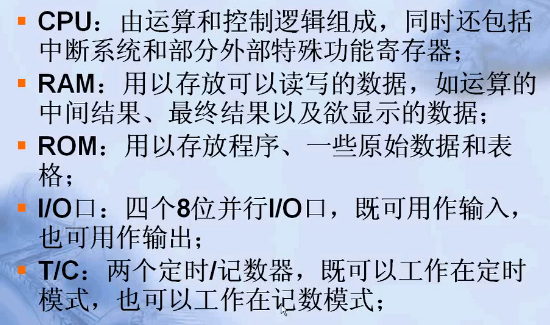 CPU：由运算和控制逻辑组成，同时还包括
中断系统和部分外部特殊功能寄存器；
RAM：用以存放可以读写的数据，如运算的
中间结果、最终结果以及欲显示的数据；
ROM：用以存放程序、一些原始数据和表
格；
I/O口：四个8位并行I/O口，既可用作输入，
也可用作输出；
T/C：两个定时/记数器，既可以工作在定时
模式，也可以工作在记数模式；